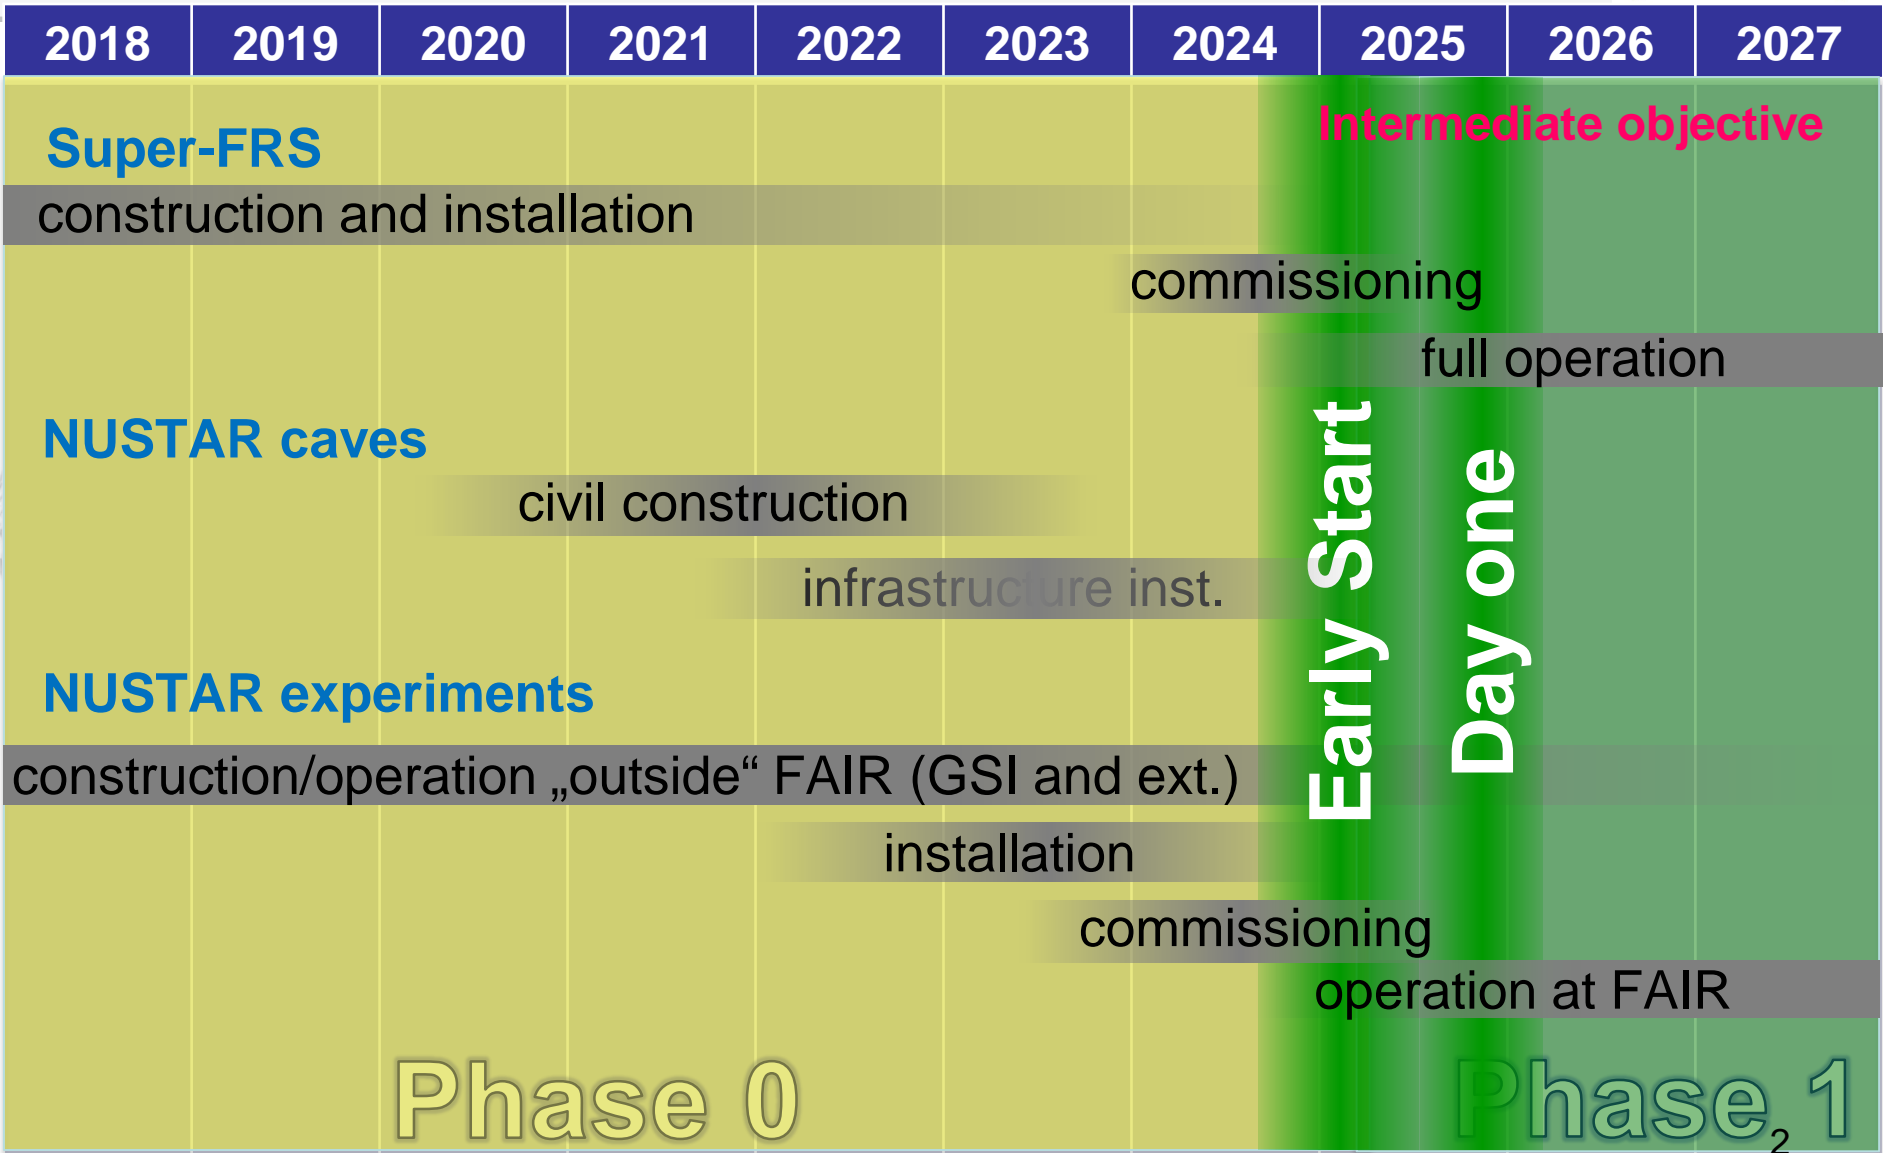 2018 2019 2020 2021 2022 2023 2024 2025 2026 2027
Intermediate objective
Super-FRS
construction and installation
commissioning
full operation
NUSTAR caves
civil construction
infrastructure inst.
Early Start
Day one
NUSTAR experiments
construction/operation „outside“ FAIR (GSI and ext.)
installation
commissioning
operation at FAIR
Phase 0
Phase 1
2